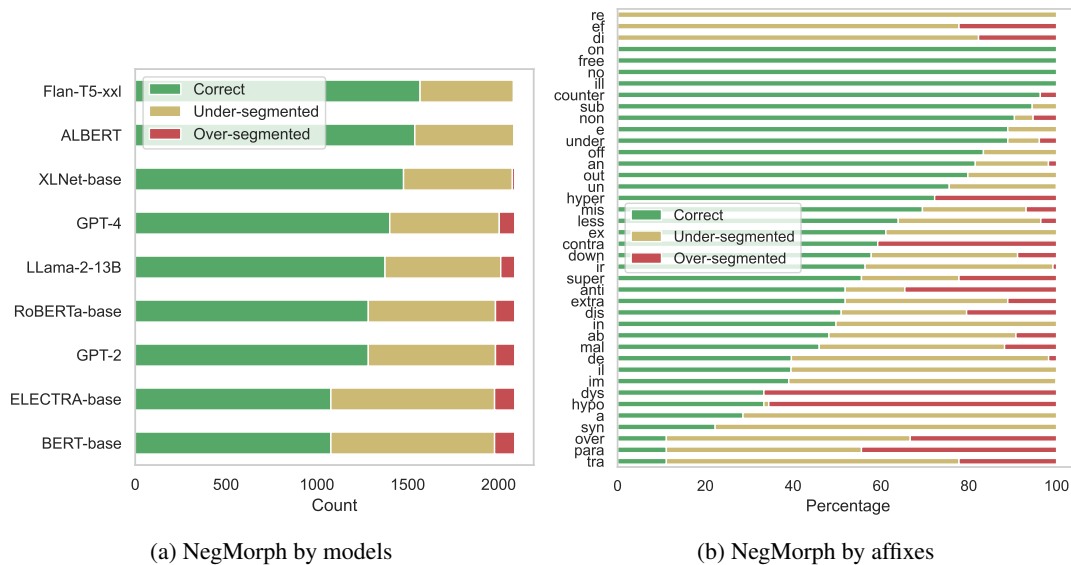 Flan-T5-xxl
ALBERT
XLNet-base
GPT-4
LLama-2-13B
RoBERTa-base
GPT-2
ELECTRA-base
BERT-base
Correct
Under-segmented
Over-segmented
0 500 1000 1500 2000
Count
(a) NegMorph by models
re
ef
di
on
free
no
ill
counter
sub
non
e
under
off
an
out
un
hyper
mis
less
ex
contra
down
ir
super
anti
extra
dis
in
ab
mal
de
il
im
dys
hypo
a
syn
over
para
tra
Correct
Under-segmented
Over-segmented
0 20 40 60 80 100
Percentage
(b) NegMorph by affixes